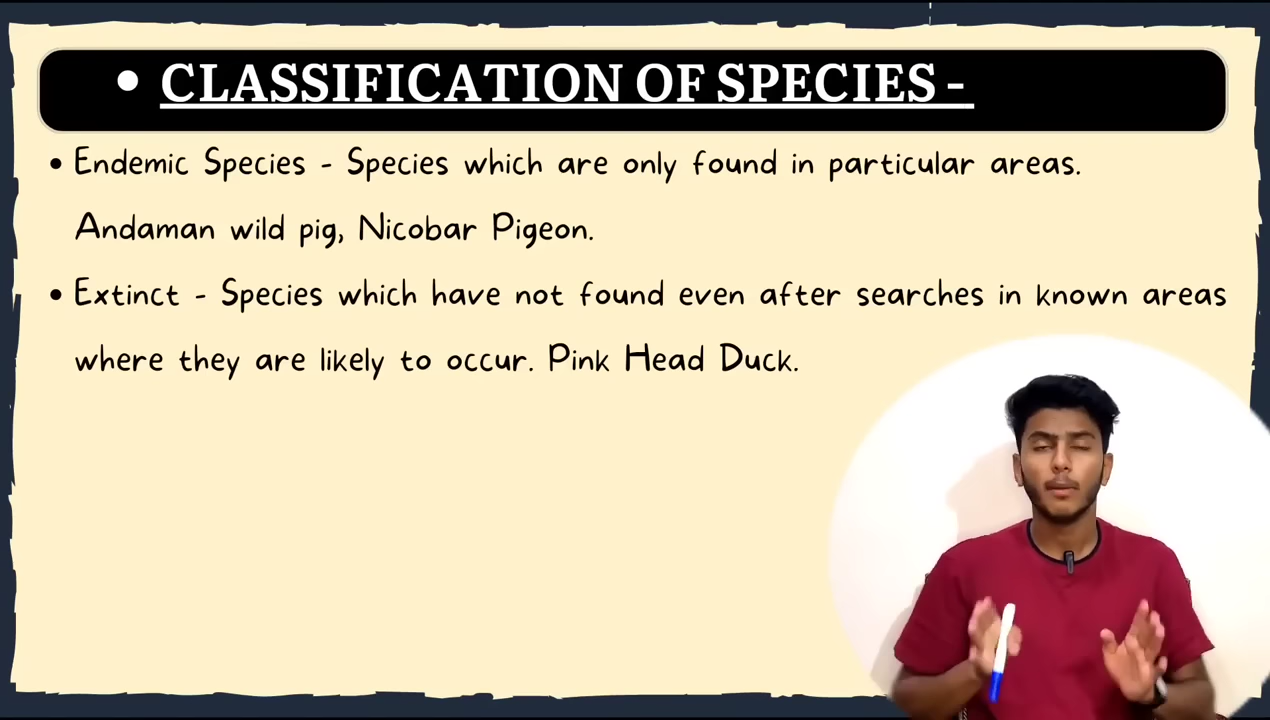 • CLASSIFICATION OF SPECIES -
• Endemic Species - Species which are only found in particular areas.
Andaman wild pig, Nicobar Pigeon.
• Extinct - Species which have not found even after searches in known areas
where they are likely to occur. Pink Head Duck.